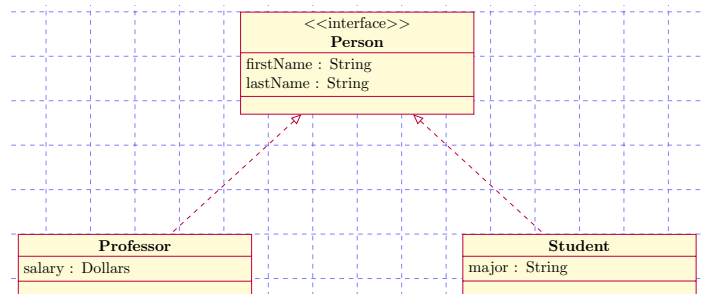 <<interface>>
Person
firstName : String
lastName : String
Professor
salary : Dollars
Student
major : String